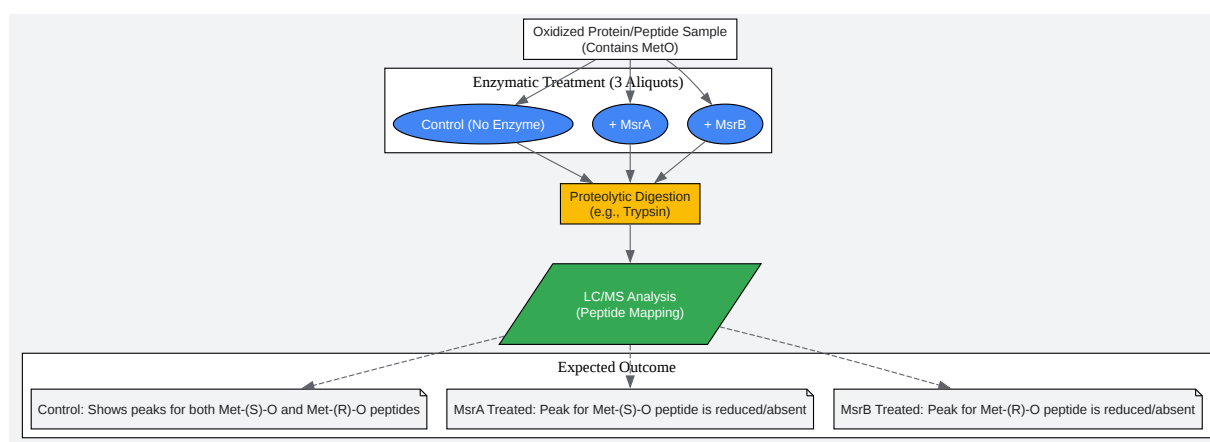 Oxidized Protein/Peptide Sample
(Contains MetO)
Enzymatic Treatment (3 Aliquots)
Control (No Enzyme)
+ MsrA
+ MsrB
Proteolytic Digestion
(e.g., Trypsin)
LC/MS Analysis
(Peptide Mapping)
Expected Outcome
Control: Shows peaks for both Met-(S)-O and Met-(R)-O peptides
MsrA Treated: Peak for Met-(S)-O peptide is reduced/absent
MsrB Treated: Peak for Met-(R)-O peptide is reduced/absent